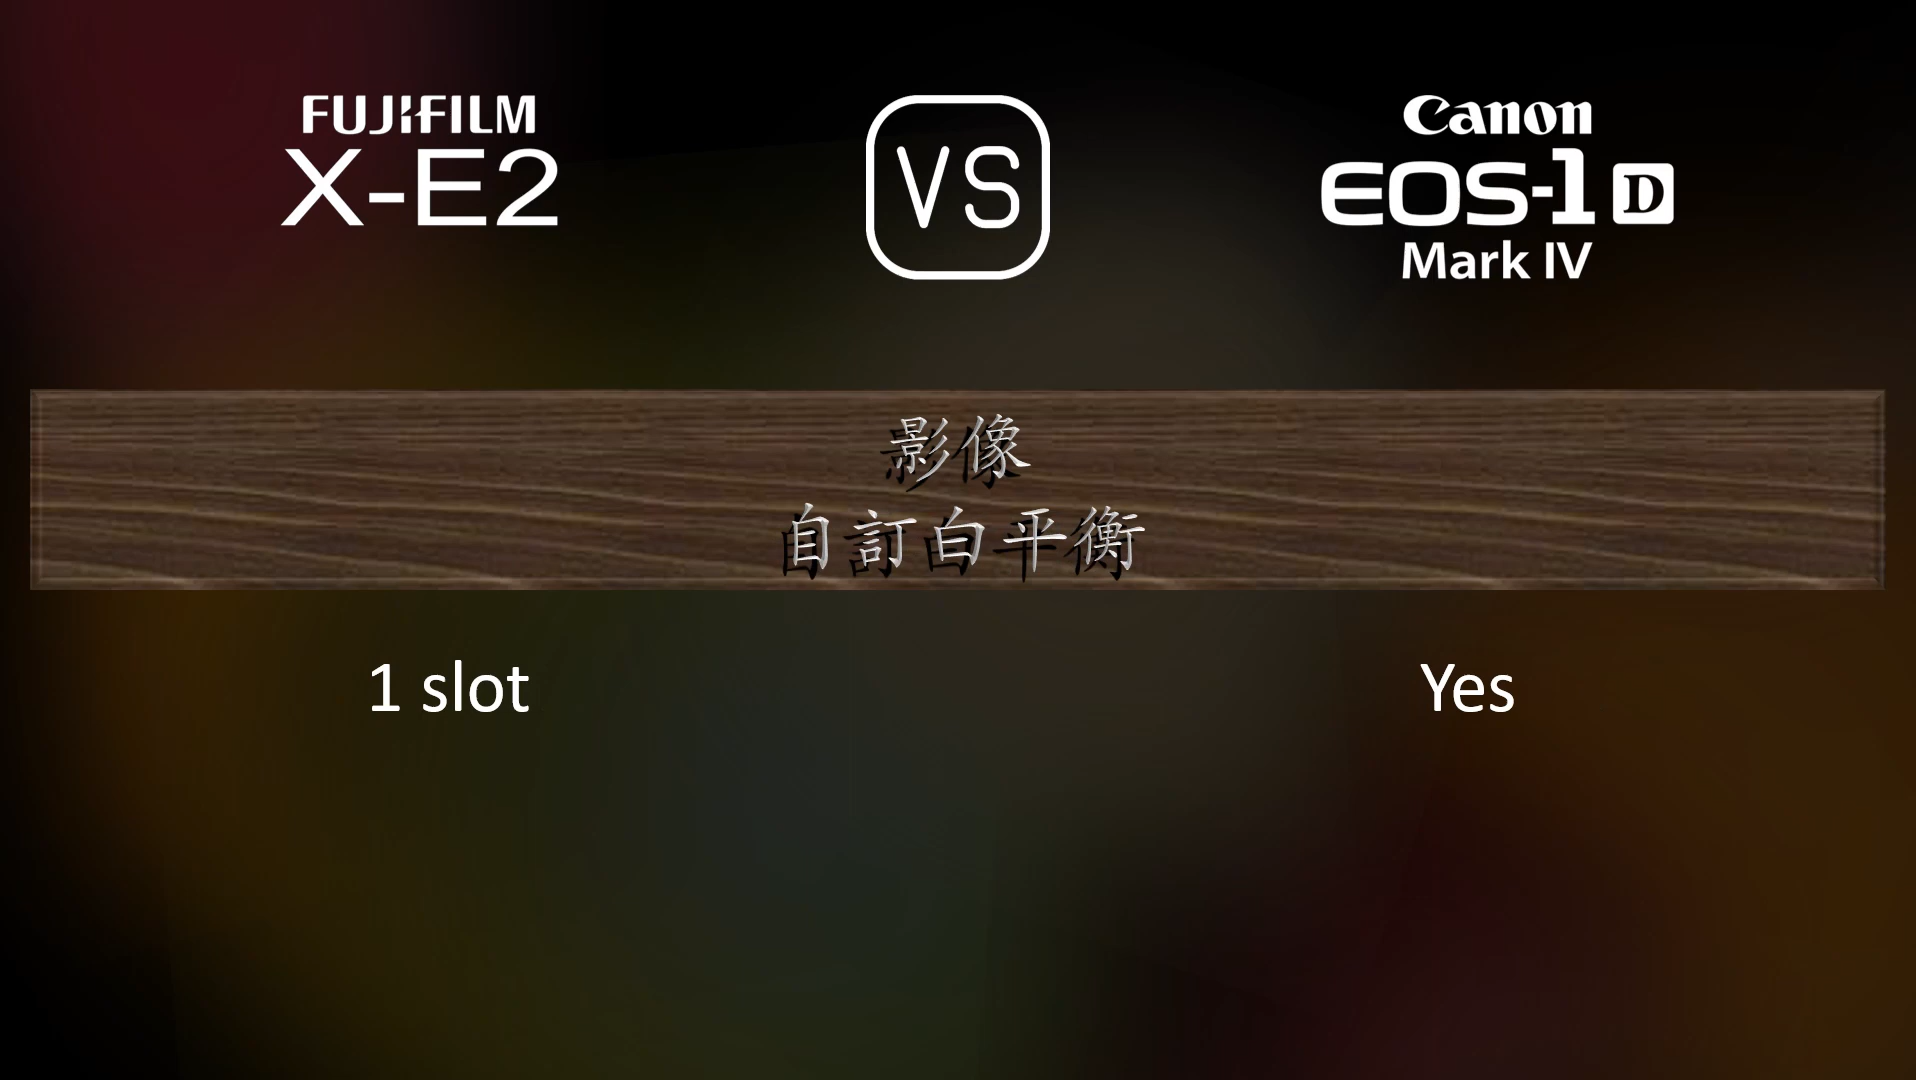 FUJIFILM
X-E2
VS
Canon
EOS-1D
Mark IV
影像
自訂白平衡
1 slot
Yes